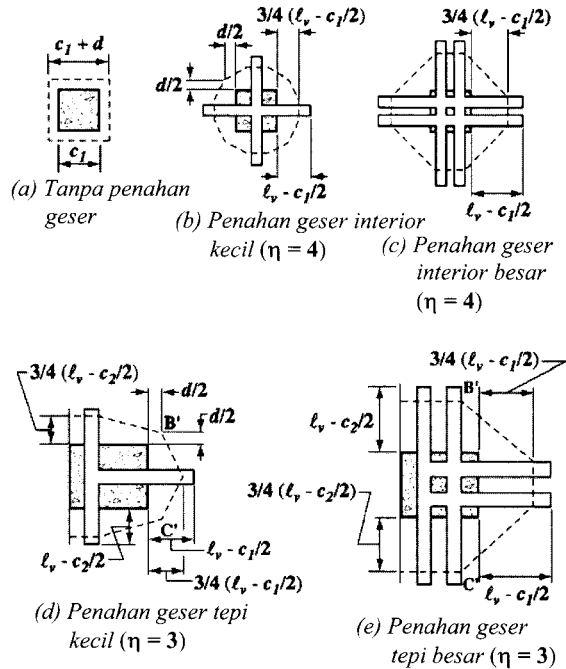 c₁ + d
c₁
(a) Tanpa penahan
geser
3/4 (ℓᵥ - c₁/2)
d/2
d/2
ℓᵥ - c₁/2
(b) Penahan geser interior
kecil (η = 4)
3/4 (ℓᵥ - c₁/2)
ℓᵥ - c₁/2
(c) Penahan geser
interior besar
(η = 4)
3/4 (ℓᵥ - c₂/2)
d/2
B'
d/2
C'
ℓᵥ - c₂/2
ℓᵥ - c₁/2
3/4 (ℓᵥ - c₁/2)
(d) Penahan geser tepi
kecil (η = 3)
3/4 (ℓᵥ - c₁/2)
B'
ℓᵥ - c₂/2
3/4 (ℓᵥ - c₂/2)
C'
ℓᵥ - c₁/2
(e) Penahan geser
tepi besar (η = 3)